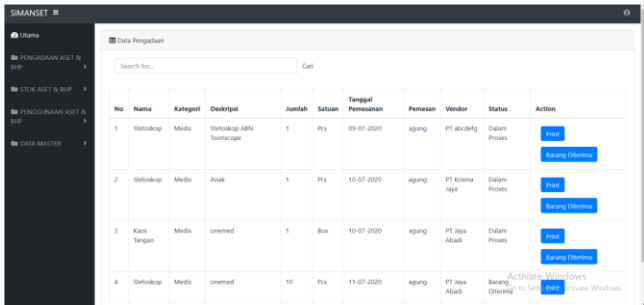 SIMANSET
Utama
PENGADAAN ASET &
BHP
STOK ASET & BHP
PENGGUNAAN ASET &
BHP
DATA MASTER
Data Pengadaan
Search for... Cari
No Nama Kategori Deskripsi Jumlah Satuan Tanggal Pemesanan Pemesan Vendor Status Action
1 Stetoskop Medis Stetoskop ABN Toonscope 1 Pcs 09-07-2020 agung PT abcdefg Dalam Proses Print
Barang Diterima
2 Stetoskop Medis Anak 1 Pcs 10-07-2020 agung PT Krisma Jaya Dalam Proses Print
Barang Diterima
3 Kaos Tangan Medis onemed 1 Box 10-07-2020 agung PT Jaya Abadi Dalam Proses Print
Barang Diterima
4 Stetoskop Medis onemed 10 Pcs 11-07-2020 agung PT Jaya Abadi Barang Diterima Print
Activate Windows
to activate Windows.